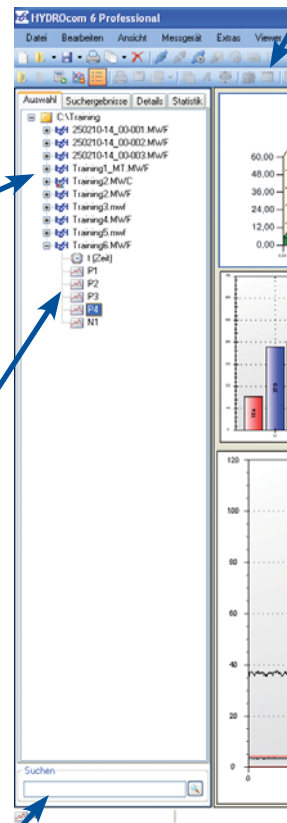 HYDROcom 6 Professional
Datei Bearbeiten Ansicht Messgerät Extras Viewer
Auswahl Suchergebnisse Details Statistik
C:\Training
250210-14_00-001.MWF
250210-14_00-002.MWF
250210-14_00-003.MWF
Training1_MT.MWF
Training2.MWC
Training2.MWF
Training3.mwf
Training4.MWF
Training5.mwf
Training6.MWF
t (Zeit)
P1
P2
P3
P4
N1
60,00
48,00
36,00
24,00
12,00
0,00
120
100
80
60
40
20
0
0
Suchen